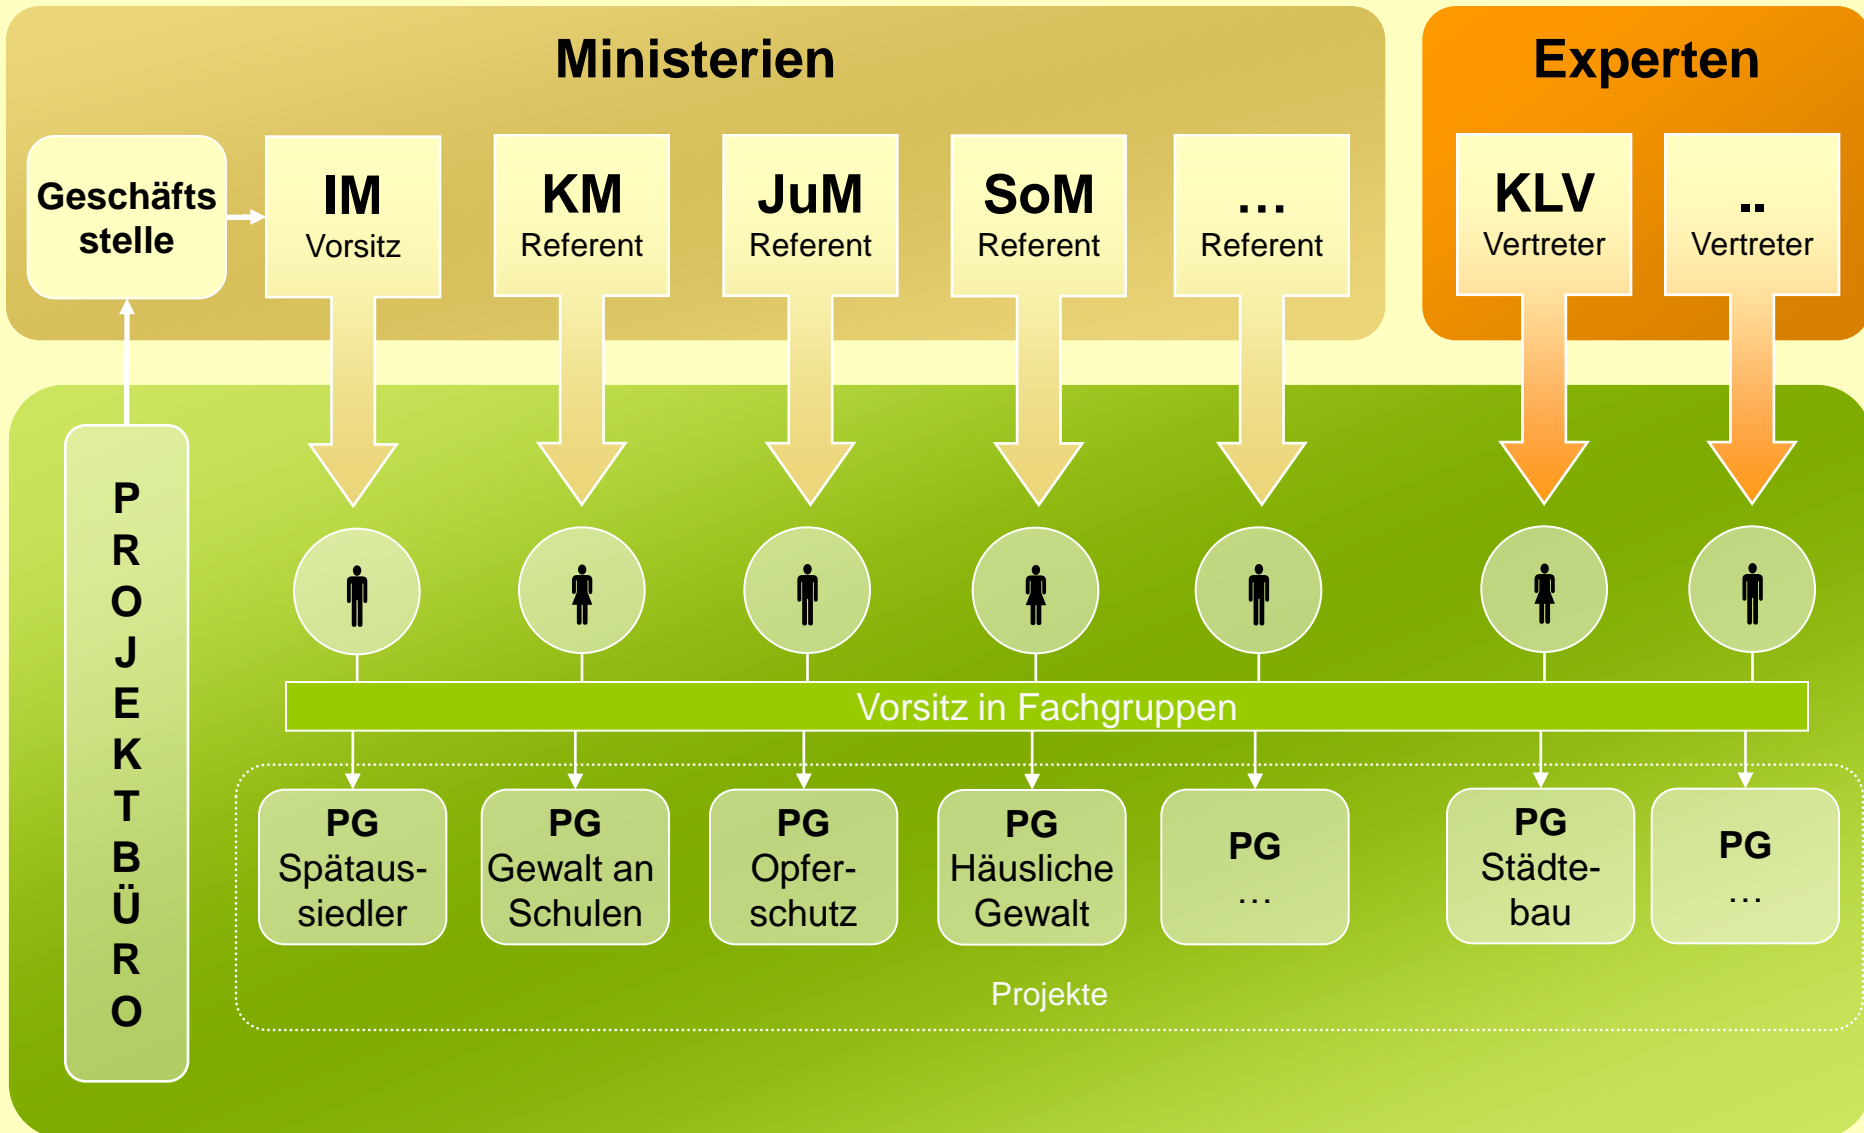 Ministerien
Experten
Geschäfts
stelle
IM
Vorsitz
KM
Referent
JuM
Referent
SoM
Referent
...
Referent
KLV
Vertreter
..
Vertreter
P
R
O
J
E
K
T
B
Ü
R
O
Vorsitz in Fachgruppen
PG
Spätaus-
siedler
PG
Gewalt an
Schulen
PG
Opfer-
schutz
PG
Häusliche
Gewalt
PG
...
PG
Städte-
bau
PG
...
Projekte